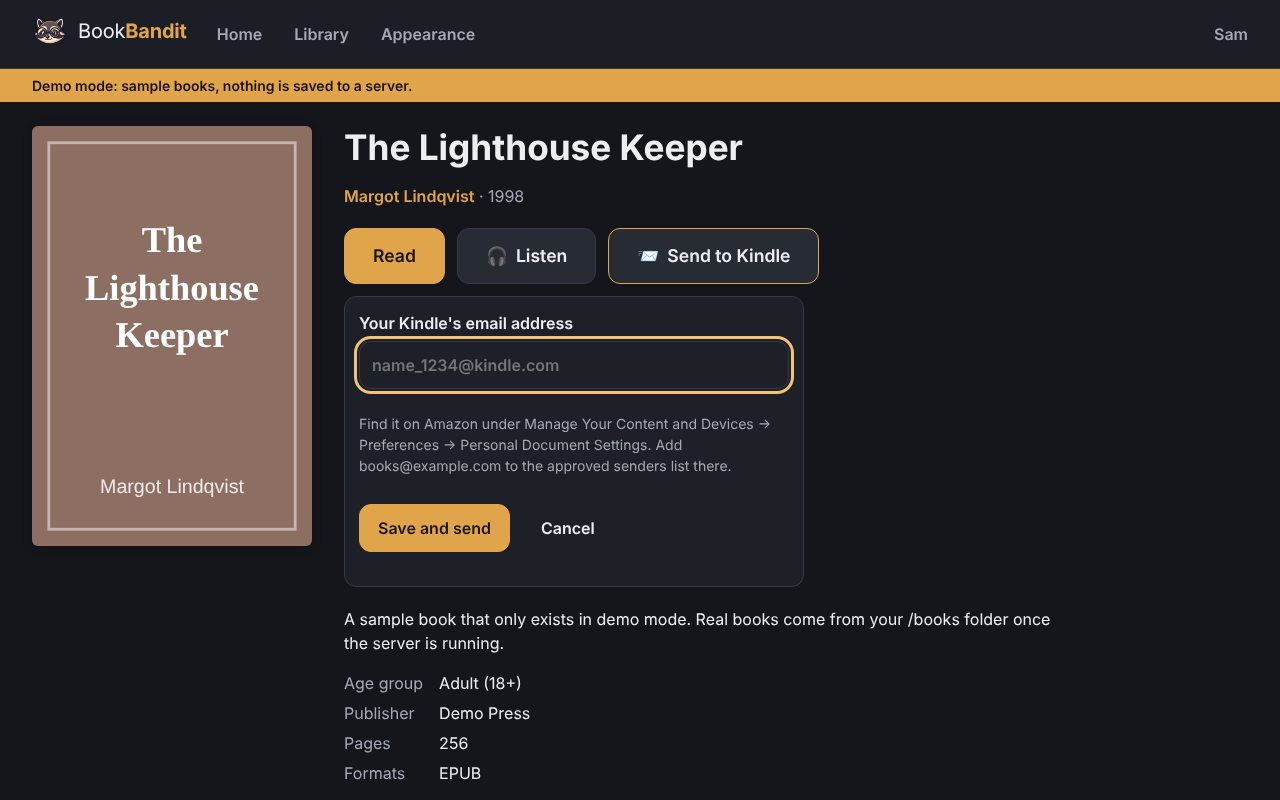 BookBandit
Home
Library
Appearance
Sam
Demo mode: sample books, nothing is saved to a server.
The
Lighthouse
Keeper
Margot Lindqvist
The Lighthouse Keeper
Margot Lindqvist · 1998
Read
Listen
Send to Kindle
Your Kindle's email address
name_1234@kindle.com
Find it on Amazon under Manage Your Content and Devices →
Preferences → Personal Document Settings. Add
books@example.com to the approved senders list there.
Save and send
Cancel
A sample book that only exists in demo mode. Real books come from your /books folder once
the server is running.
Age group Adult (18+)
Publisher Demo Press
Pages 256
Formats EPUB